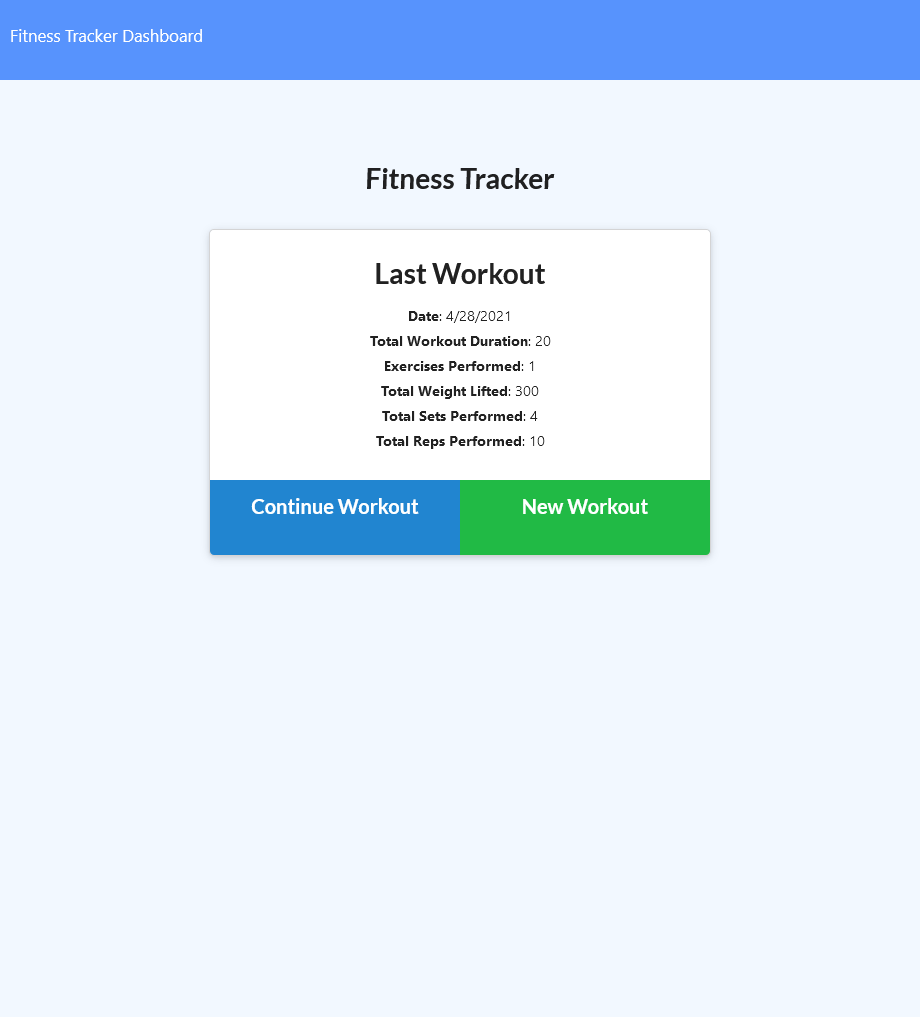 Fitness Tracker Dashboard
Fitness Tracker
Last Workout
Date: 4/28/2021
Total Workout Duration: 20
Exercises Performed: 1
Total Weight Lifted: 300
Total Sets Performed: 4
Total Reps Performed: 10
Continue Workout
New Workout